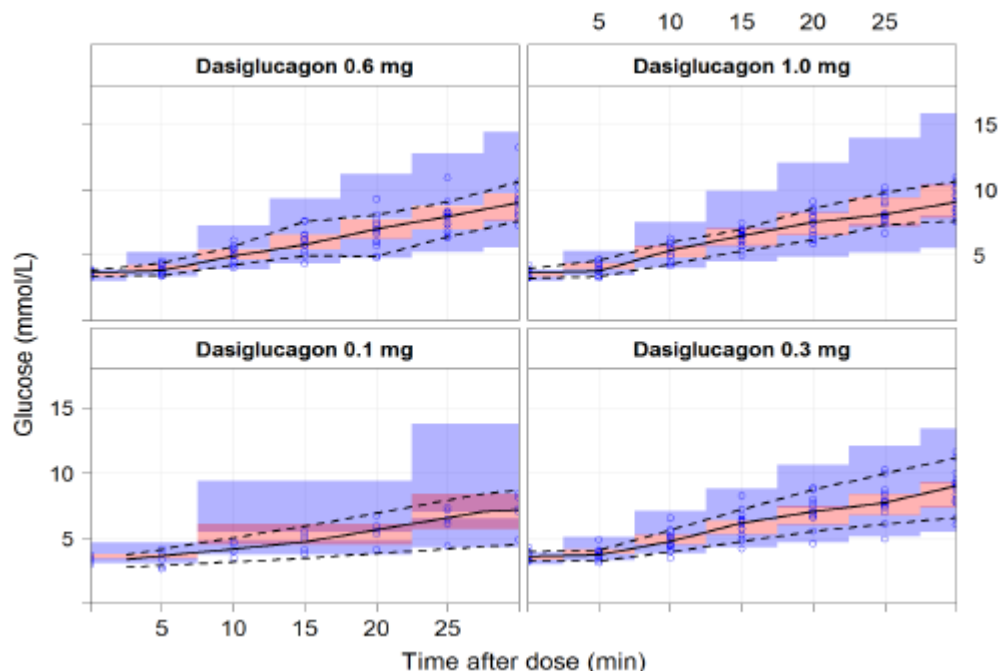 5 10 15 20 25
Dasiglucagon 0.6 mg Dasiglucagon 1.0 mg
15
10
5
Dasiglucagon 0.1 mg Dasiglucagon 0.3 mg
15
10
5
Glucose (mmol/L)
5 10 15 20 25
Time after dose (min)